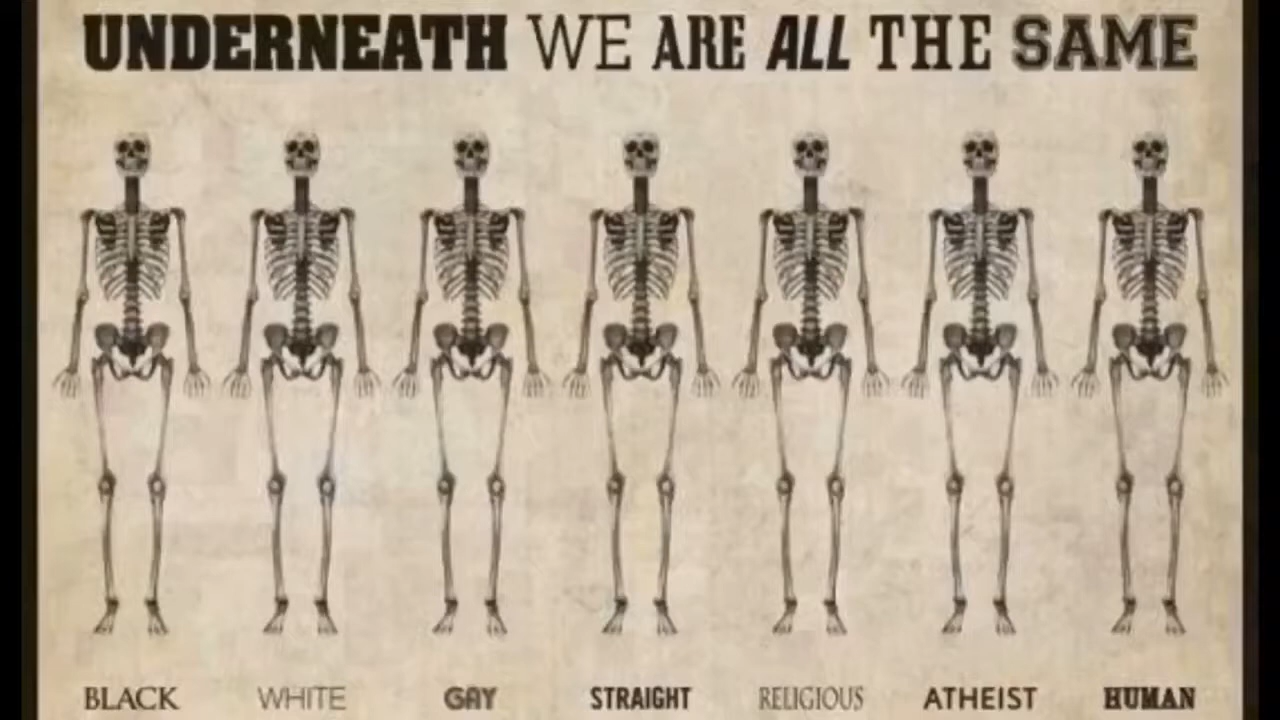 UNDERNEATH WE ARE ALL THE SAME
BLACK WHITE GAY STRAIGHT RELIGIOUS ATHEIST HUMAN